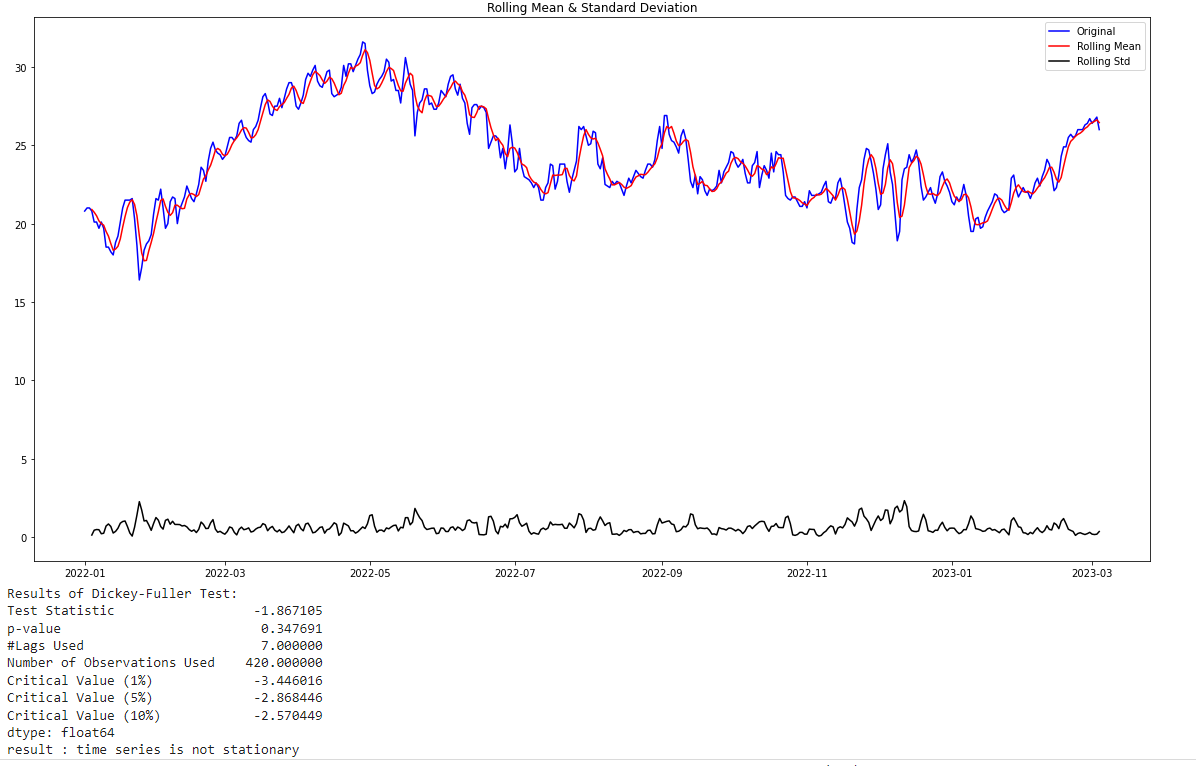 Rolling Mean & Standard Deviation
Original
Rolling Mean
Rolling Std
30
25
20
15
10
5
0
2022-01 2022-03 2022-05 2022-07 2022-09 2022-11 2023-01 2023-03
Results of Dickey-Fuller Test:
Test Statistic -1.867105
p-value 0.347691
#Lags Used 7.000000
Number of Observations Used 420.000000
Critical Value (1%) -3.446016
Critical Value (5%) -2.868446
Critical Value (10%) -2.570449
dtype: float64
result : time series is not stationary